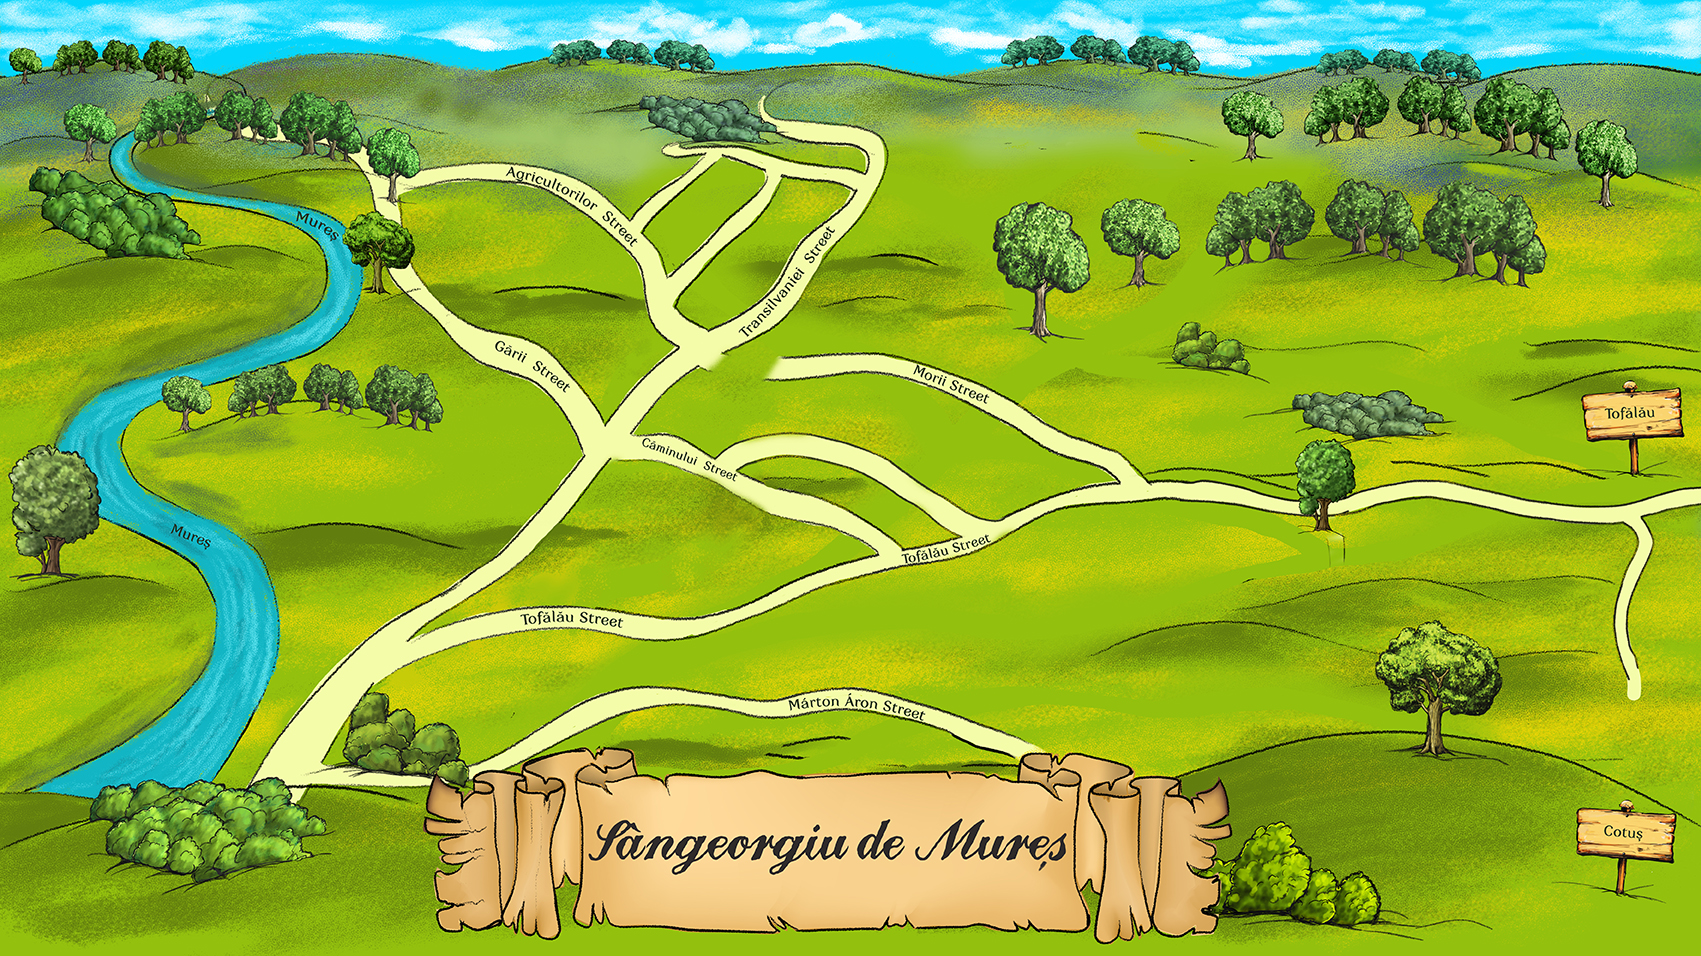 Agricultorilor Street
Mureș
Transilvaniei Street
Gării Street
Morii Street
Tofălău
Căminului Street
Mureș
Tofălău Street
Tofălău Street
Márton Áron Street
Sângeorgiu de Mureș
Cotuș